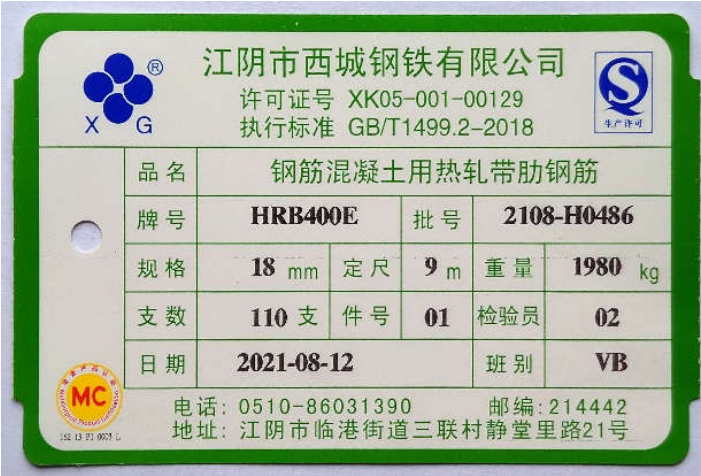 江阴市西城钢铁有限公司
许可证号 XK05-001-00129
执行标准 GB/T1499.2-2018
®
X G
生产许可
品名 钢筋混凝土用热轧带肋钢筋
牌号 HRB400E 批号 2108-H0486
规格 18 mm 定尺 9 m 重量 1980 kg
支数 110 支 件号 01 检验员 02
日期 2021-08-12 班别 VB
MC
电话: 0510-86031390 邮编: 214442
地址: 江阴市临港街道三联村静堂里路21号